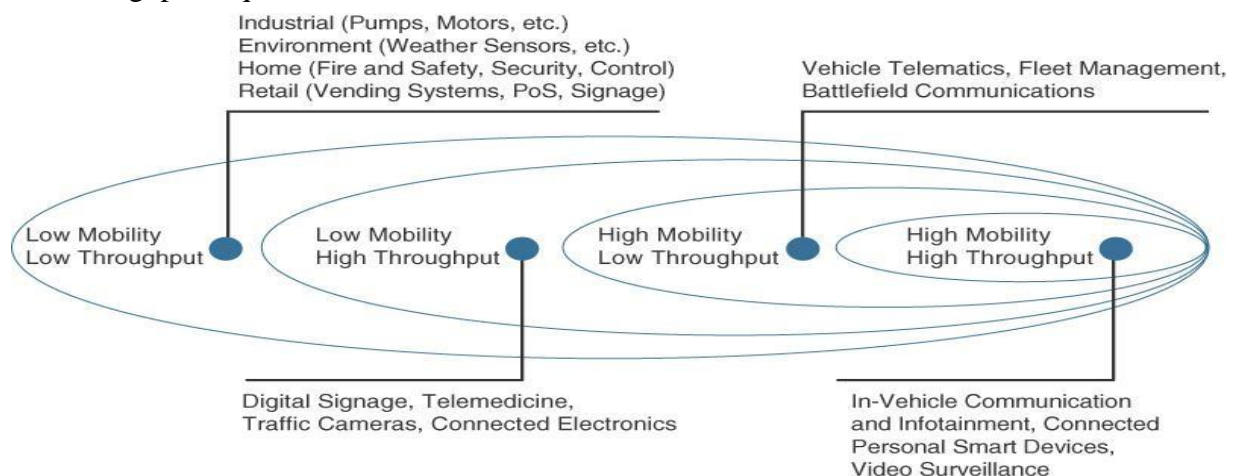 Industrial (Pumps, Motors, etc.)
Environment (Weather Sensors, etc.)
Home (Fire and Safety, Security, Control)
Retail (Vending Systems, PoS, Signage)
Vehicle Telematics, Fleet Management,
Battlefield Communications
Low Mobility
Low Throughput
Low Mobility
High Throughput
High Mobility
Low Throughput
High Mobility
High Throughput
Digital Signage, Telemedicine,
Traffic Cameras, Connected Electronics
In-Vehicle Communication
and Infotainment, Connected
Personal Smart Devices,
Video Surveillance